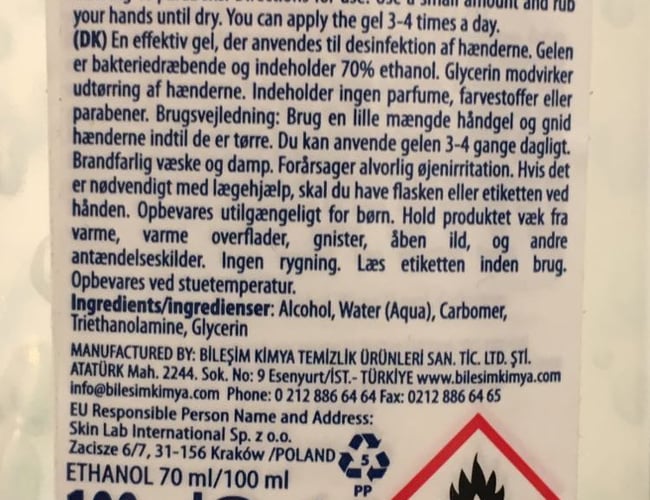 your hands until dry. You can apply the gel 3-4 times a day.
(DK) En effektiv gel, der anvendes til desinfektion af hænderne. Gelen
er bakteriedræbende og indeholder 70% ethanol. Glycerin modvirker
udtørring af hænderne. Indeholder ingen parfume, farvestoffer eller
parabener. Brugsvejledning: Brug en lille mængde håndgel og gnid
hænderne indtil de er tørre. Du kan anvende gelen 3-4 gange dagligt.
Brandfarlig væske og damp. Forårsager alvorlig øjenirritation. Hvis det
er nødvendigt med lægehjælp, skal du have flasken eller etiketten ved
hånden. Opbevares utilgængeligt for børn. Hold produktet væk fra
varme, varme overflader, gnister, åben ild, og andre
antændelseskilder. Ingen rygning. Læs etiketten inden brug.
Opbevares ved stuetemperatur.
Ingredients/ingredienser: Alcohol, Water (Aqua), Carbomer,
Triethanolamine, Glycerin
MANUFACTURED BY: BİLEŞİM KİMYA TEMİZLİK ÜRÜNLERİ SAN. TİC. LTD. ŞTİ.
ATATÜRK Mah. 2244. Sok. No: 9 Esenyurt/İST.- TÜRKİYE www.bilesimkimya.com
info@bilesimkimya.com Phone: 0 212 886 64 64 Fax: 0212 886 64 65
EU Responsible Person Name and Address:
Skin Lab International Sp. z o.o.
Zacisze 6/7, 31-156 Kraków /POLAND
5
PP
ETHANOL 70 ml/100 ml